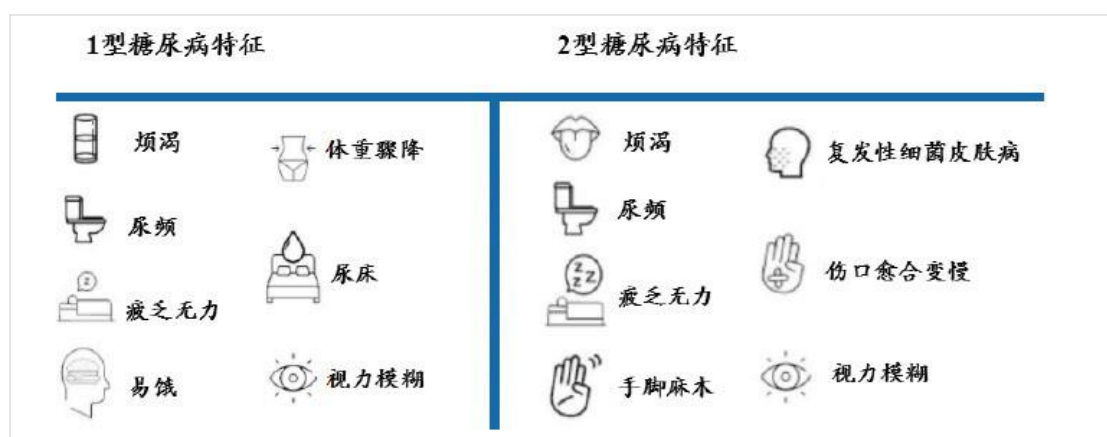 1型糖尿病特征
2型糖尿病特征
烦渴
体重骤降
尿频
尿床
疲乏无力
易饿
视力模糊
烦渴
复发性细菌皮肤病
尿频
伤口愈合变慢
疲乏无力
手脚麻木
视力模糊